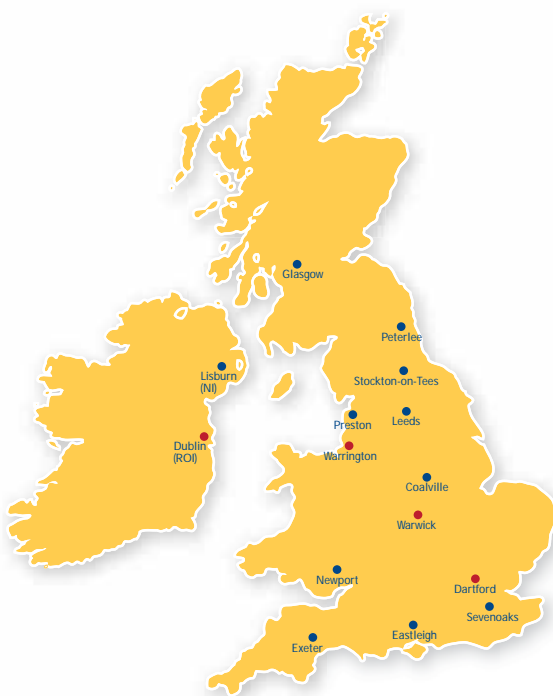 Glasgow
Peterlee
Lisburn
(NI)
Stockton-on-Tees
Preston
Leeds
Dublin
(ROI)
Warrington
Coalville
Warwick
Newport
Dartford
Sevenoaks
Eastleigh
Exeter